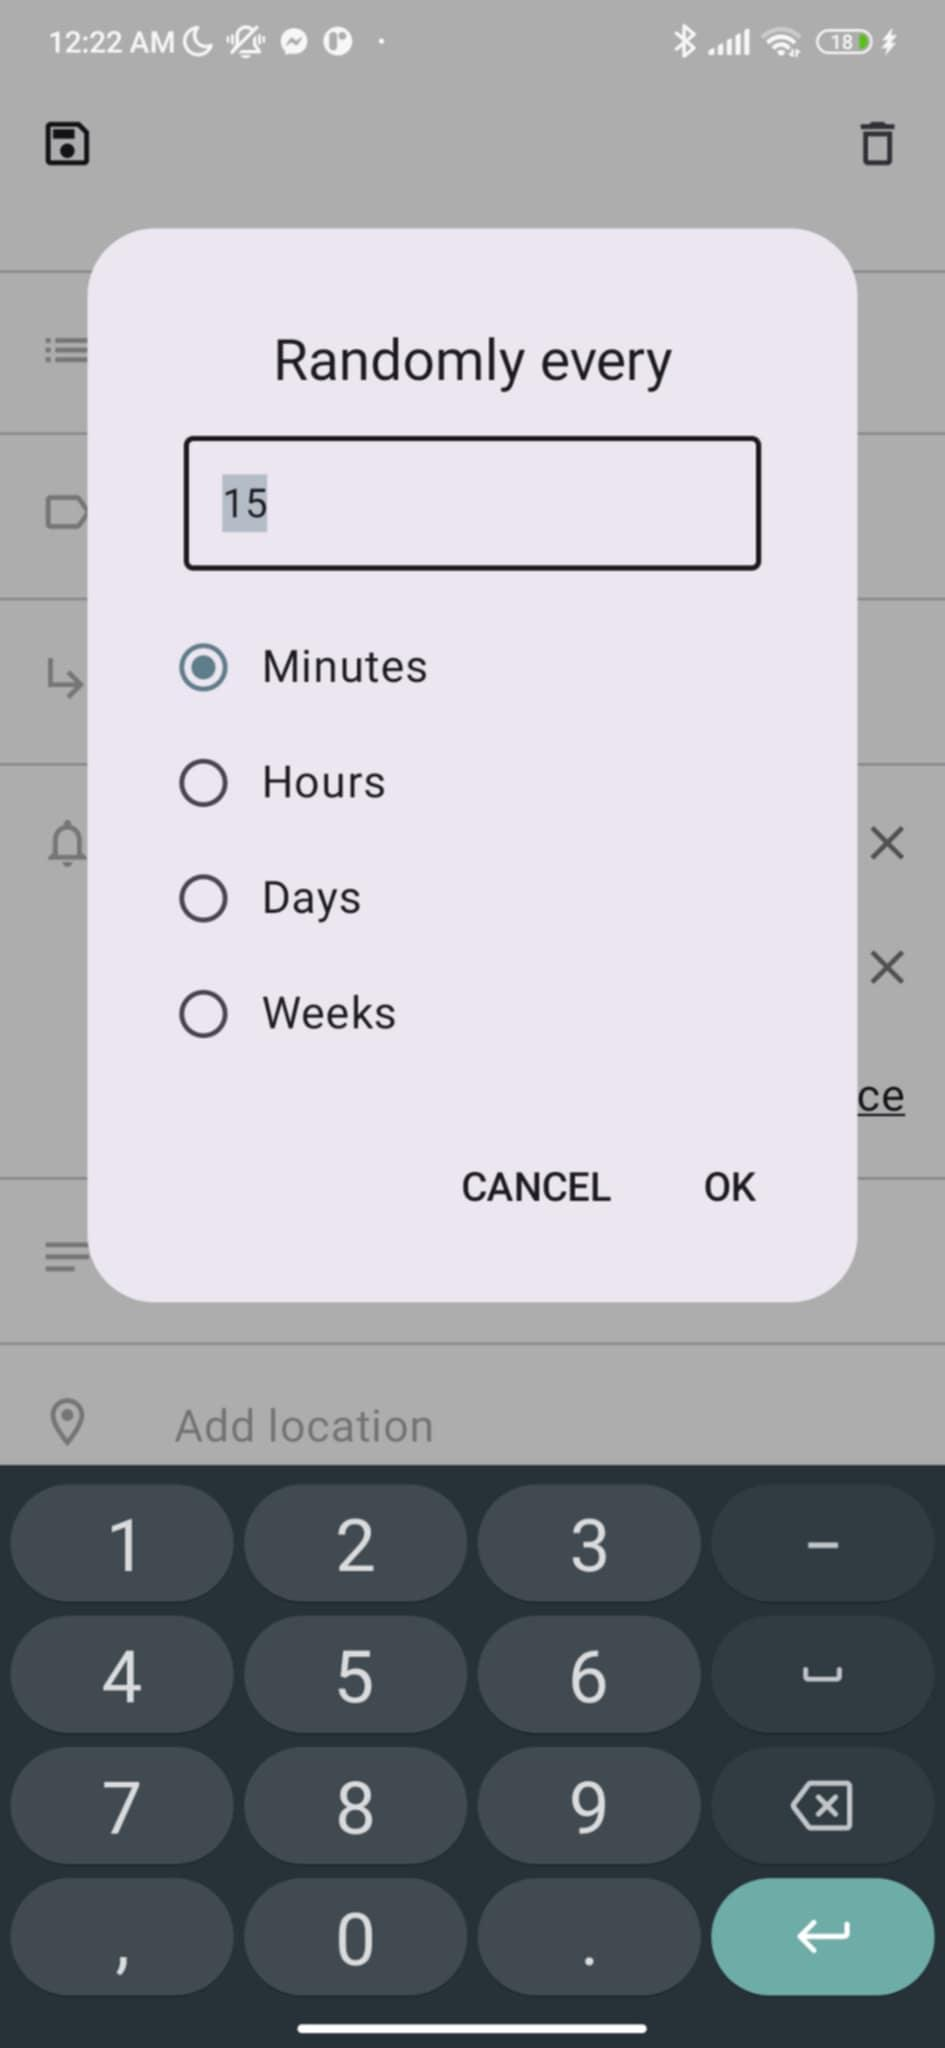 12:22 AM
18
Randomly every
15
Minutes
Hours
Days
Weeks
ce
CANCEL OK
Add location
1 2 3 –
4 5 6
7 8 9
, 0 .